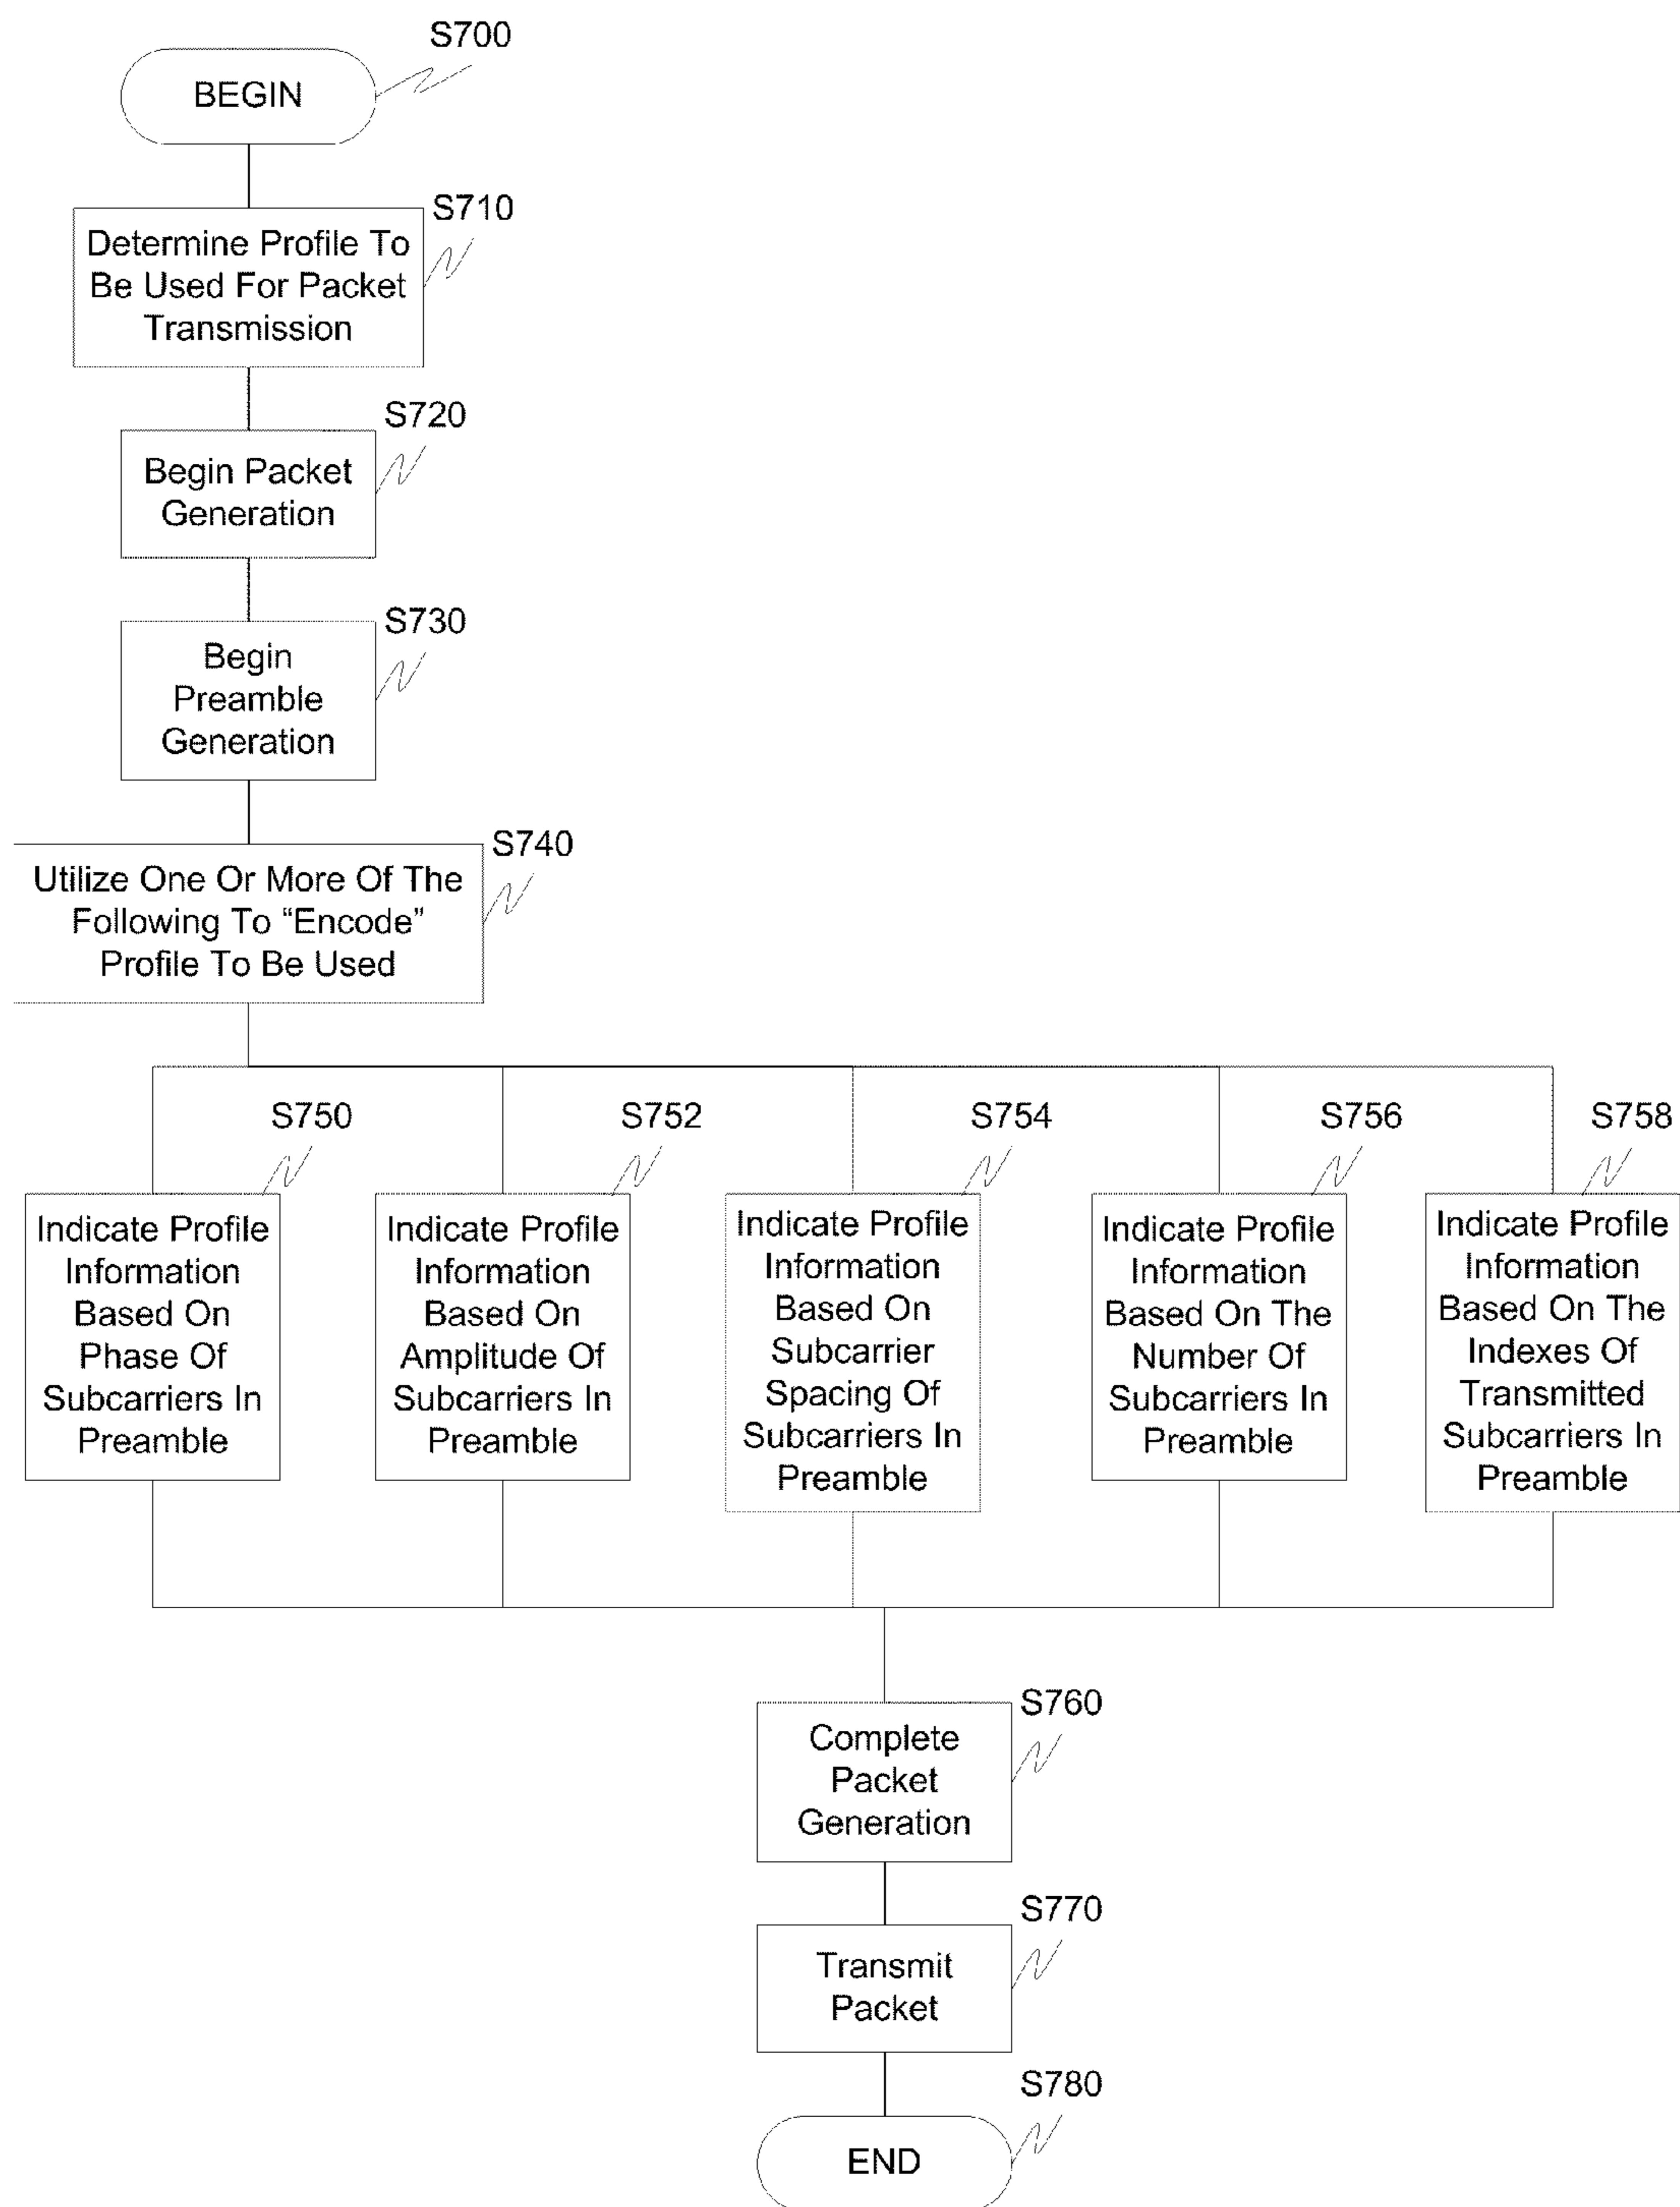 S700
BEGIN
S710
Determine Profile To
Be Used For Packet
Transmission
S720
Begin Packet
Generation
S730
Begin
Preamble
Generation
S740
Utilize One Or More Of The
Following To “Encode”
Profile To Be Used
S750
Indicate Profile
Information
Based On
Phase Of
Subcarriers In
Preamble
S752
Indicate Profile
Information
Based On
Amplitude Of
Subcarriers In
Preamble
S754
Indicate Profile
Information
Based On
Subcarrier
Spacing Of
Subcarriers In
Preamble
S756
Indicate Profile
Information
Based On The
Number Of
Subcarriers In
Preamble
S758
Indicate Profile
Information
Based On The
Indexes Of
Transmitted
Subcarriers In
Preamble
S760
Complete
Packet
Generation
S770
Transmit
Packet
S780
END